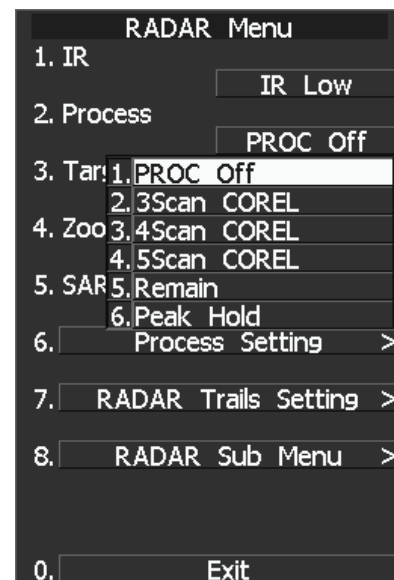 RADAR Menu
1. IR
IR Low
2. Process
PROC Off
3. Tar
1. PROC Off
2. 3Scan COREL
4. Zoo
3. 4Scan COREL
4. 5Scan COREL
5. SAR
5. Remain
6. Peak Hold
6. Process Setting >
7. RADAR Trails Setting >
8. RADAR Sub Menu >
0. Exit